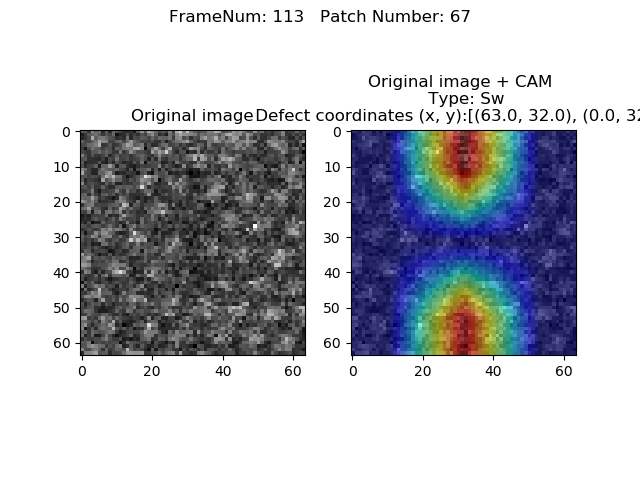 FrameNum: 113   Patch Number: 67
Original image + CAM
Type: Sw
Original image
Defect coordinates (x, y):[(63.0, 32.0), (0.0, 32
0
10
20
30
40
50
60
0 20 40 60
0
10
20
30
40
50
60
0 20 40 60